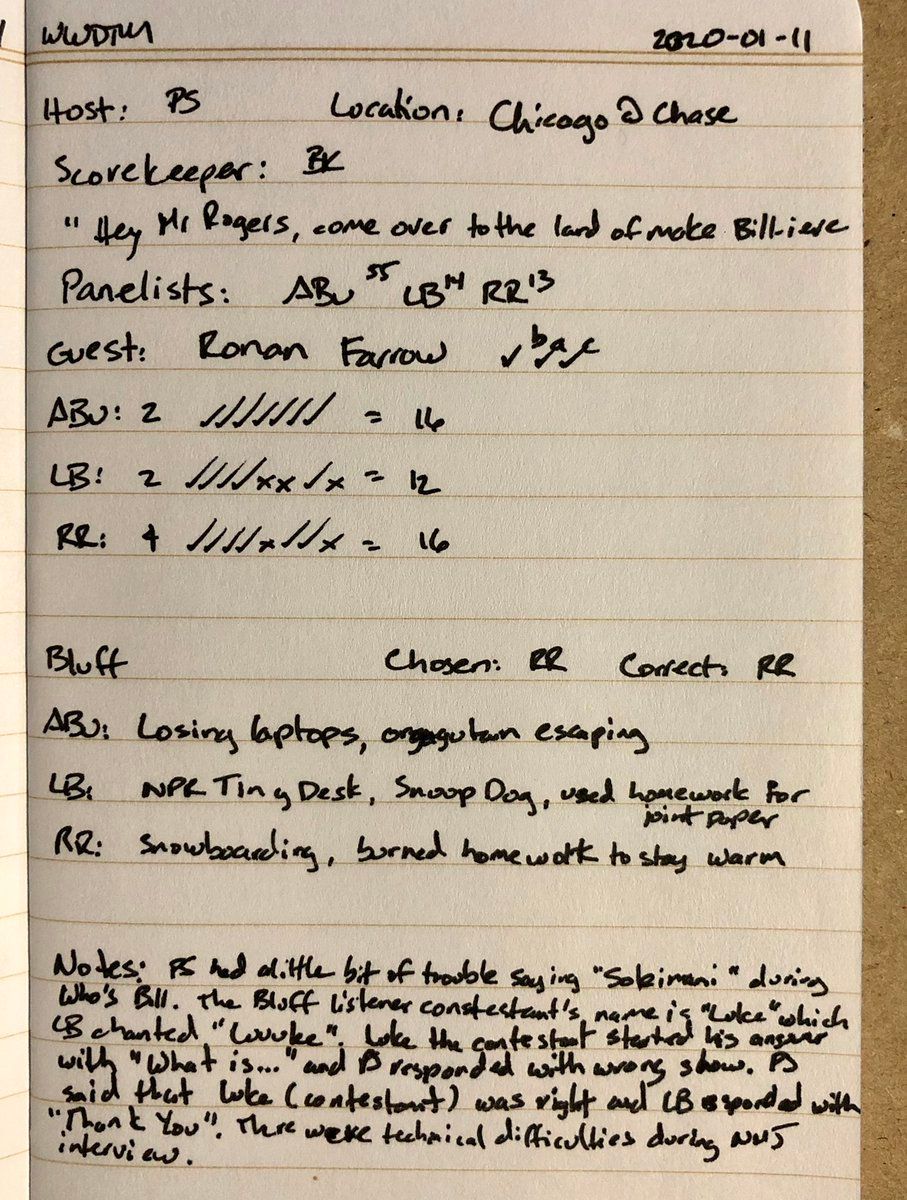 WWDTM 2020-01-11
Host: PS Location: Chicago @ Chase
Scorekeeper: BK
"Hey Mr Rogers, come over to the land of make Bill-ieve
Panelists: ABu 55 LB 14 RR 13
Guest: Ronan Farrow ✓b ✓a ✓c
ABu: 2 ✓✓✓✓✓✓✓ = 16
LB: 2 ✓✓✓✓xx✓x = 12
RR: 4 ✓✓✓✓x✓✓x = 16
Bluff Chosen: RR Correct: RR
ABu: Losing laptops, escaping
LB: NPR Tiny Desk, Snoop Dog, used homework for
joint paper
RR: Snowboarding, burned homework to stay warm
Notes: PS had a little bit of trouble saying "Soleimani" during
Who's Bill. The Bluff Listener constestant's name is "Luke" which
LB chanted "Luuuke". Luke the contestant started his answer
with "What is..." and PS responded with wrong show. PS
said that Luke (contestant) was right and LB responded with
"Thank You". There were technical difficulties during NMJ
interview.